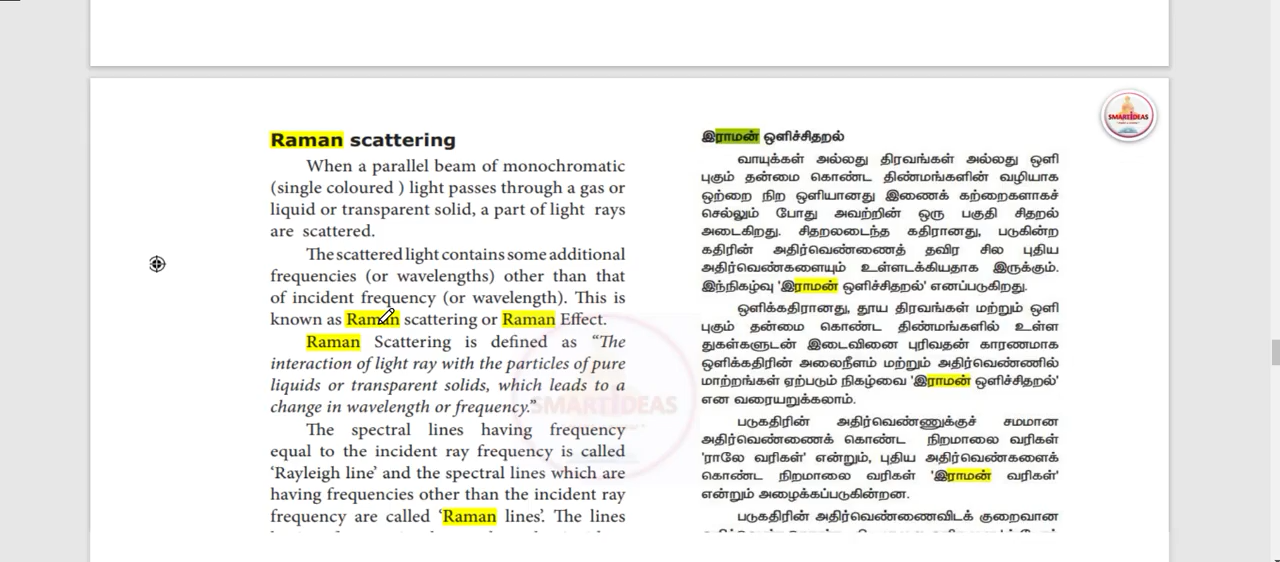 Raman scattering
When a parallel beam of monochromatic
(single coloured ) light passes through a gas or
liquid or transparent solid, a part of light rays
are scattered.
The scattered light contains some additional
frequencies (or wavelengths) other than that
of incident frequency (or wavelength). This is
known as Raman scattering or Raman Effect.
Raman Scattering is defined as “The
interaction of light ray with the particles of pure
liquids or transparent solids, which leads to a
change in wavelength or frequency.”
The spectral lines having frequency
equal to the incident ray frequency is called
‘Rayleigh line’ and the spectral lines which are
having frequencies other than the incident ray
frequency are called ‘Raman lines’. The lines
இராமன் ஒளிச்சிதறல்
வாயுக்கள் அல்லது திரவங்கள் அல்லது ஒளி
புகும் தன்மை கொண்ட திண்மங்களின் வழியாக
ஒற்றை நிற ஒளியானது இணைக் கற்றைகளாகச்
செல்லும் போது அவற்றின் ஒரு பகுதி சிதறல்
அடைகிறது. சிதறலடைந்த கதிரானது, படுகின்ற
கதிரின் அதிர்வெண்ணைத் தவிர சில புதிய
அதிர்வெண்களையும் உள்ளடக்கியதாக இருக்கும்.
இந்நிகழ்வு 'இராமன் ஒளிச்சிதறல்' எனப்படுகிறது.
ஒளிக்கதிரானது, தூய திரவங்கள் மற்றும் ஒளி
புகும் தன்மை கொண்ட திண்மங்களில் உள்ள
துகள்களுடன் இடைவினை புரிவதன் காரணமாக
ஒளிக்கதிரின் அலைநீளம் மற்றும் அதிர்வெண்ணில்
மாற்றங்கள் ஏற்படும் நிகழ்வை 'இராமன் ஒளிச்சிதறல்'
என வரையறுக்கலாம்.
படுகதிரின் அதிர்வெண்ணுக்குச் சமமான
அதிர்வெண்ணைக் கொண்ட நிறமாலை வரிகள்
'ராலே வரிகள்' என்றும், புதிய அதிர்வெண்களைக்
கொண்ட நிறமாலை வரிகள் 'இராமன் வரிகள்'
என்றும் அழைக்கப்படுகின்றன.
படுகதிரின் அதிர்வெண்ணைவிடக் குறைவான
SMARTIDEAS
SMARTIDEAS